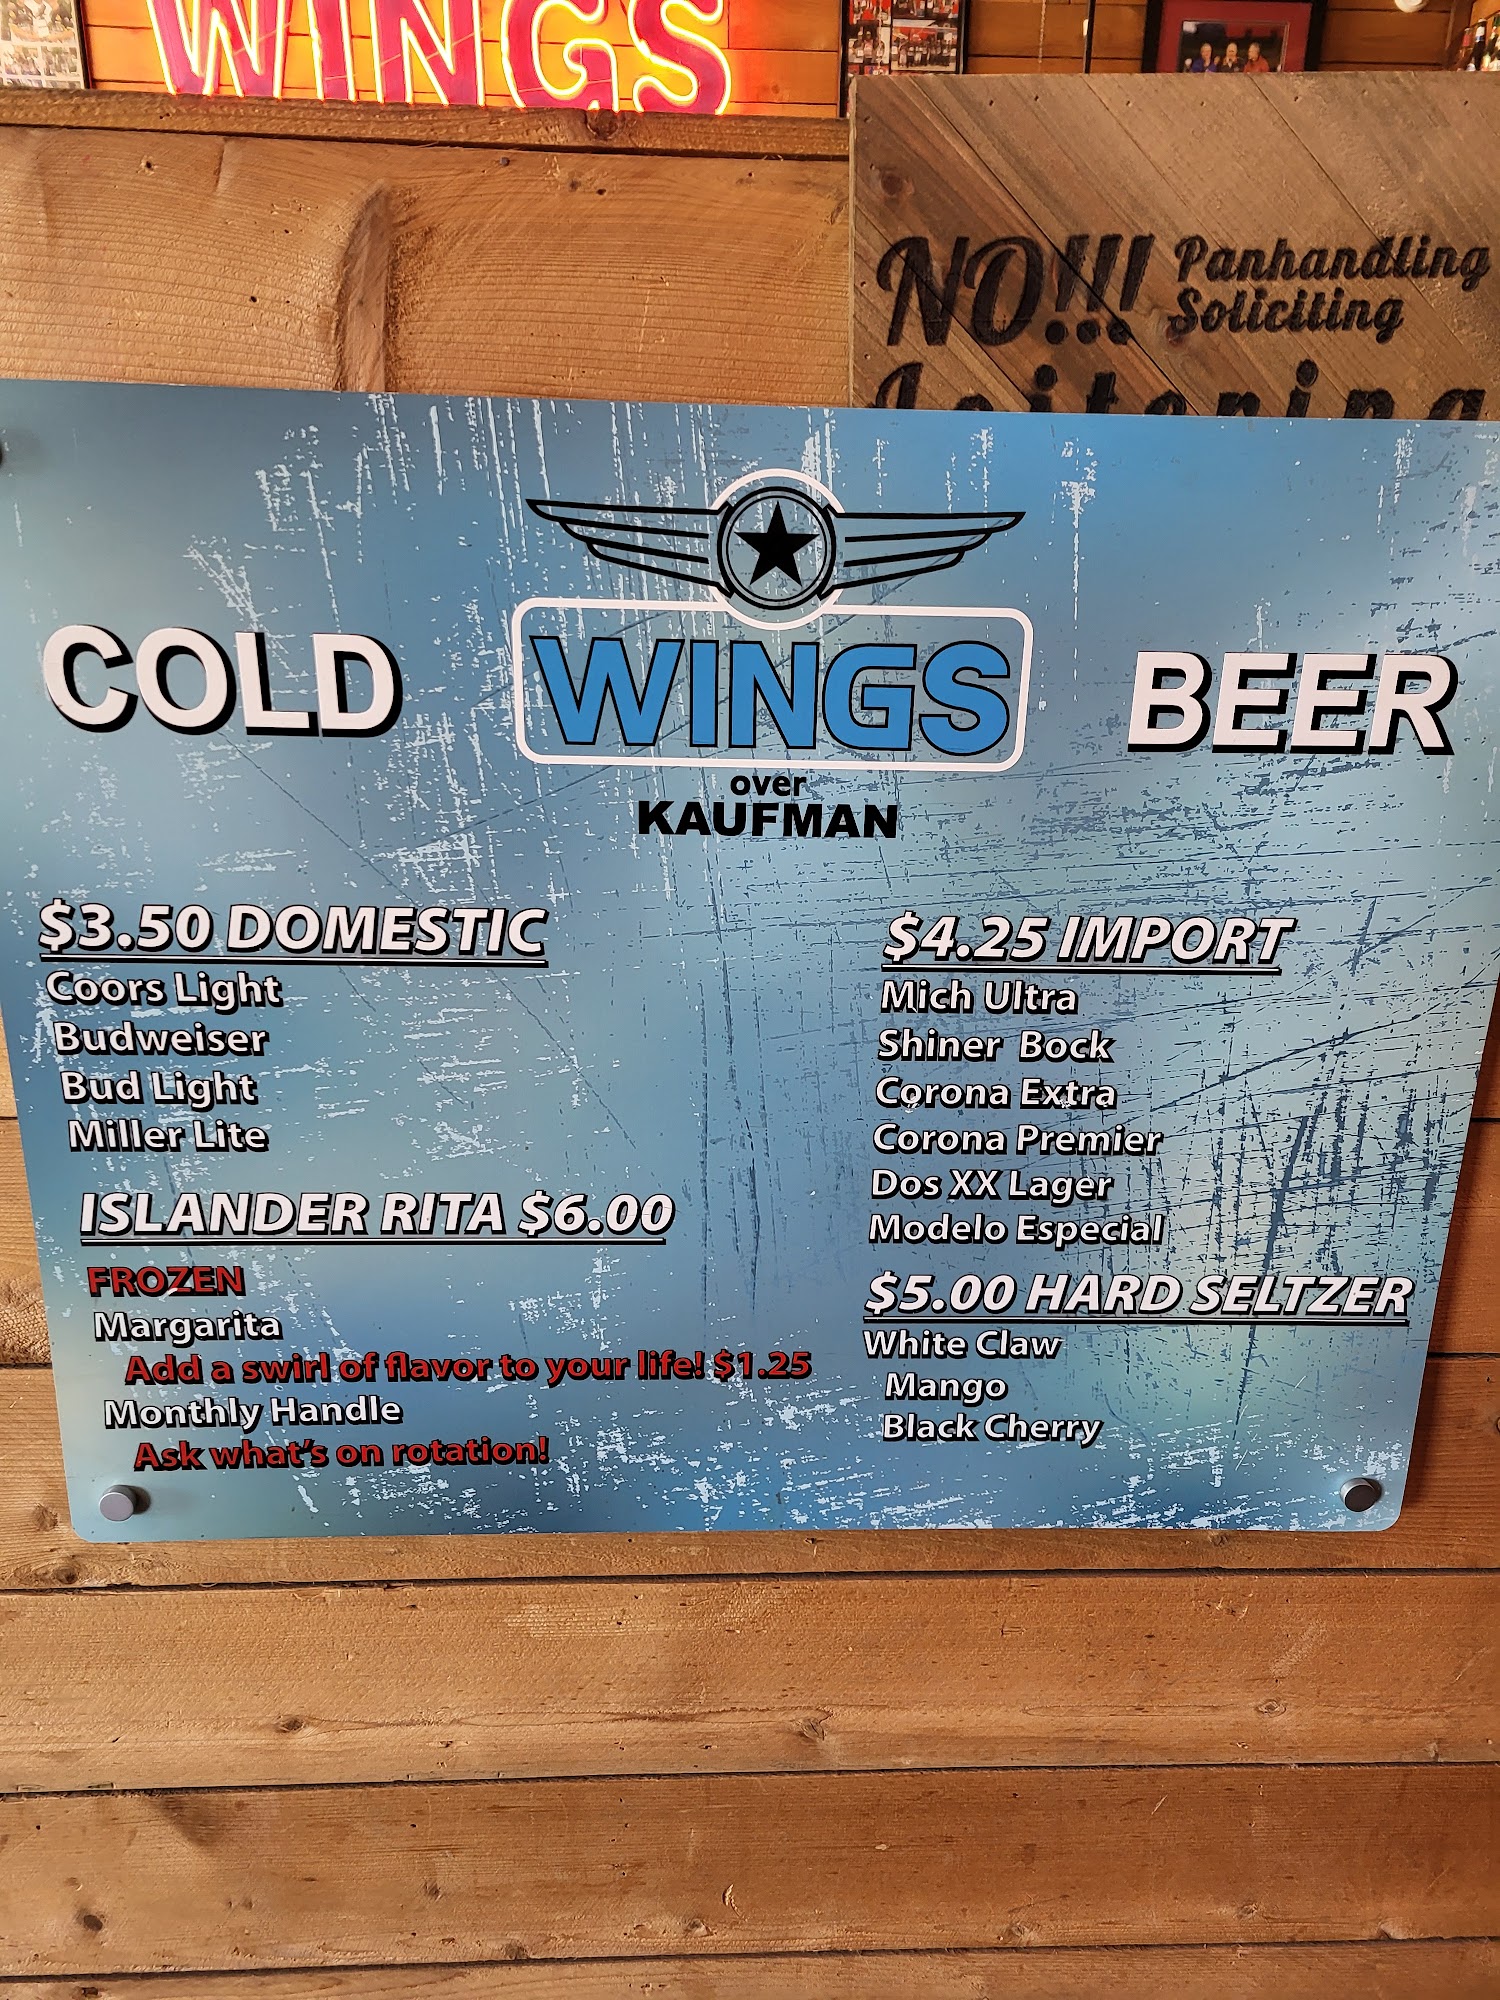 WINGS
NO!!! Panhandling
Soliciting
Loitering
COLD WINGS BEER
over
KAUFMAN
$3.50 DOMESTIC
Coors Light
Budweiser
Bud Light
Miller Lite
ISLANDER RITA $6.00
FROZEN
Margarita
Add a swirl of flavor to your life! $1.25
Monthly Handle
Ask what's on rotation!
$4.25 IMPORT
Mich Ultra
Shiner Bock
Corona Extra
Corona Premier
Dos XX Lager
Modelo Especial
$5.00 HARD SELTZER
White Claw
Mango
Black Cherry